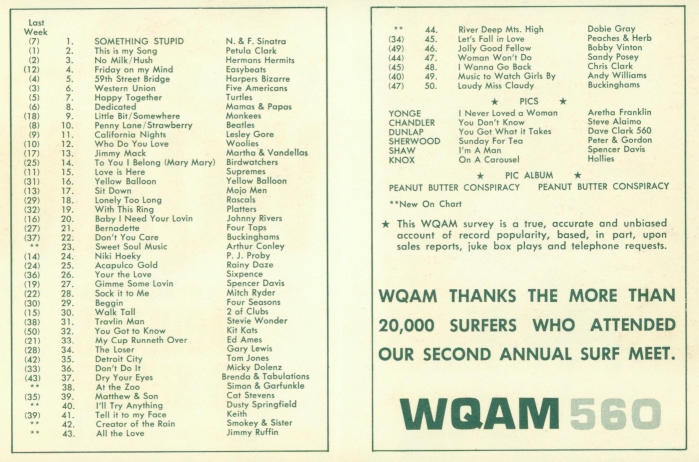 Last
Week
(7) 1. SOMETHING STUPID N. & F. Sinatra
(1) 2. This is my Song Petula Clark
(2) 3. No Milk/Hush Hermans Hermits
(12) 4. Friday on my Mind Easybeats
(4) 5. 59th Street Bridge Harpers Bizarre
(3) 6. Western Union Five Americans
(5) 7. Happy Together Turtles
(6) 8. Dedicated Mamas & Papas
(18) 9. Little Bit/Somewhere Monkees
(8) 10. Penny Lane/Strawberry Beatles
(9) 11. California Nights Lesley Gore
(10) 12. Who Do You Love Woolies
(17) 13. Jimmy Mack Martha & Vandellas
(25) 14. To You I Belong (Mary Mary) Birdwatchers
(11) 15. Love is Here Supremes
(31) 16. Yellow Balloon Yellow Balloon
(13) 17. Sit Down Mojo Men
(29) 18. Lonely Too Long Rascals
(32) 19. With This Ring Platters
(16) 20. Baby I Need Your Lovin Johnny Rivers
(27) 21. Bernadette Four Tops
(37) 22. Don't You Care Buckinghams
** 23. Sweet Soul Music Arthur Conley
(14) 24. Niki Hoeky P. J. Proby
(24) 25. Acapulco Gold Rainy Daze
(36) 26. Your the Love Sixpence
(19) 27. Gimme Some Lovin Spencer Davis
(22) 28. Sock it to Me Mitch Ryder
(30) 29. Beggin Four Seasons
(15) 30. Walk Tall 2 of Clubs
(38) 31. Travlin Man Stevie Wonder
(50) 32. You Got to Know Kit Kats
(21) 33. My Cup Runneth Over Ed Ames
(28) 34. The Loser Gary Lewis
(42) 35. Detroit City Tom Jones
(33) 36. Don't Do It Micky Dolenz
(43) 37. Dry Your Eyes Brenda & Tabulations
** 38. At the Zoo Simon & Garfunkle
(35) 39. Matthew & Son Cat Stevens
** 40. I'll Try Anything Dusty Springfield
(39) 41. Tell it to my Face Keith
** 42. Creator of the Rain Smokey & Sister
** 43. All the Love Jimmy Ruffin
** 44. River Deep Mts. High Dobie Gray
(34) 45. Let's Fall in Love Peaches & Herb
(49) 46. Jolly Good Fellow Bobby Vinton
(44) 47. Woman Won't Do Sandy Posey
(45) 48. I Wanna Go Back Chris Clark
(40) 49. Music to Watch Girls By Andy Williams
(47) 50. Laudy Miss Claudy Buckinghams
★ PICS ★
YONGE I Never Loved a Woman Aretha Franklin
CHANDLER You Don't Know Steve Alaimo
DUNLAP You Got What it Takes Dave Clark 560
SHERWOOD Sunday For Tea Peter & Gordon
SHAW I'm A Man Spencer Davis
KNOX On A Carousel Hollies
★ PIC ALBUM ★
PEANUT BUTTER CONSPIRACY PEANUT BUTTER CONSPIRACY
**New On Chart
★ This WQAM survey is a true, accurate and unbiased
account of record popularity, based, in part, upon
sales reports, juke box plays and telephone requests.
WQAM THANKS THE MORE THAN
20,000 SURFERS WHO ATTENDED
OUR SECOND ANNUAL SURF MEET.
WQAM 560